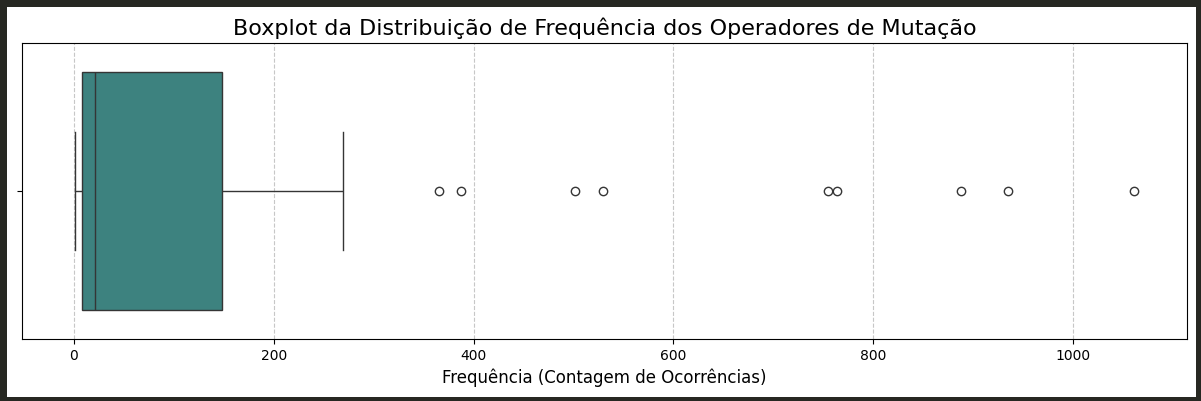 Boxplot da Distribuição de Frequência dos Operadores de Mutação
0 200 400 600 800 1000
Frequência (Contagem de Ocorrências)